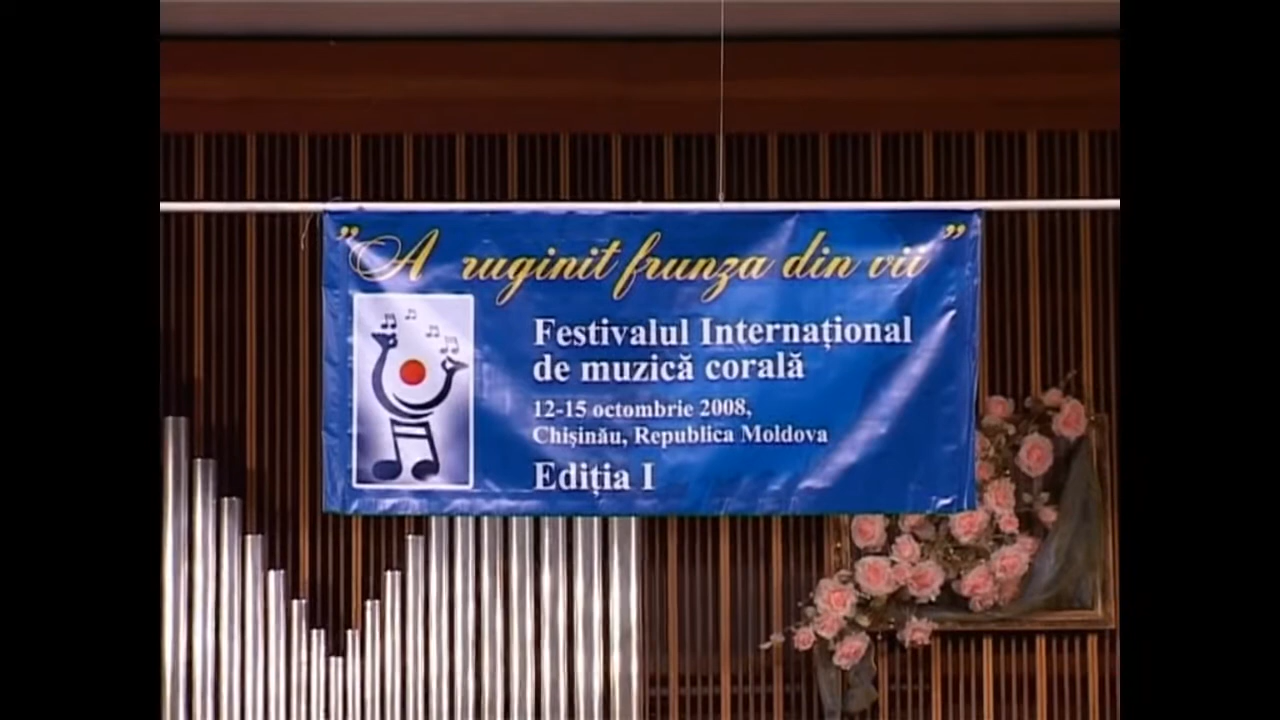 ”A ruginit frunza din vii”
Festivalul Internațional
de muzică corală
12-15 octombrie 2008,
Chișinău, Republica Moldova
Ediția I